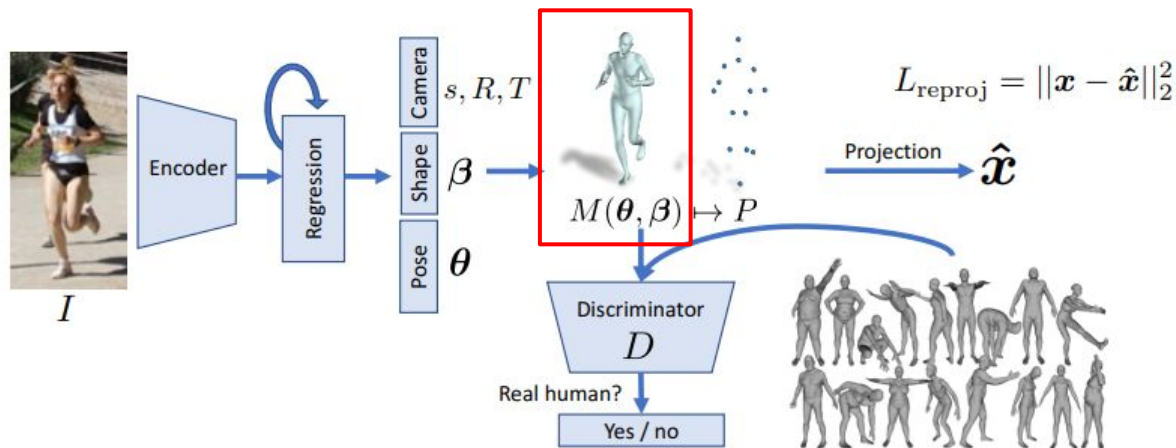 I
Encoder
Regression
Camera
Shape
Pose
s, R, T
β
θ
M(θ, β) ↦ P
L_reproj = ||x − x̂||₂²
Projection
x̂
Discriminator
D
Real human?
Yes / no